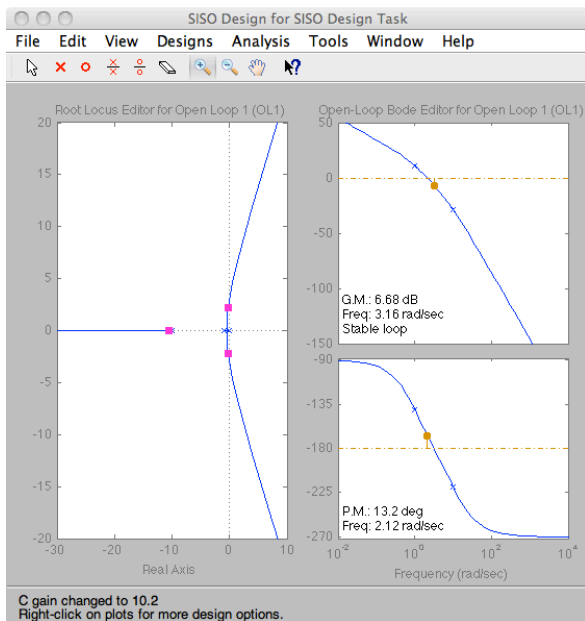 SISO Design for SISO Design Task
File Edit View Designs Analysis Tools Window Help
Root Locus Editor for Open Loop 1 (OL1)
20
15
10
5
0
-5
-10
-15
-20
-30 -20 -10 0 10
Real Axis
Open-Loop Bode Editor for Open Loop 1 (OL1)
50
0
-50
-100
-150
G.M.: 6.68 dB
Freq: 3.16 rad/sec
Stable loop
-90
-135
-180
-225
-270
P.M.: 13.2 deg
Freq: 2.12 rad/sec
10^-2 10^0 10^2 10^4
Frequency (rad/sec)
C gain changed to 10.2
Right-click on plots for more design options.